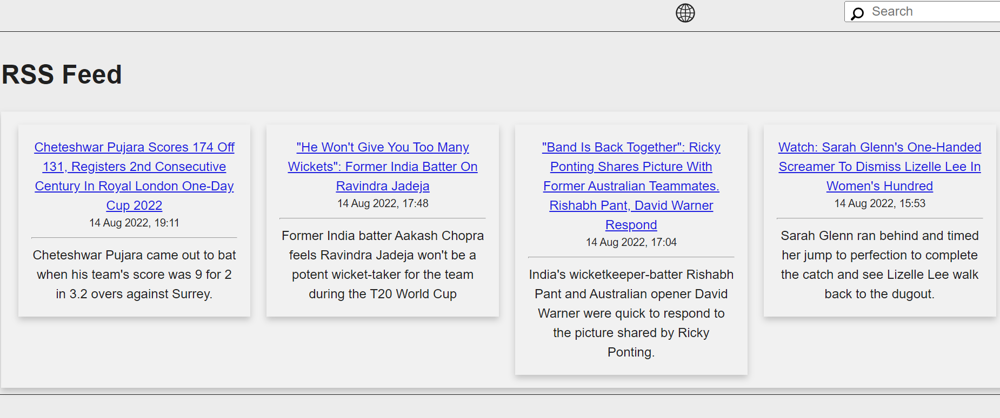 Search
RSS Feed
Cheteshwar Pujara Scores 174 Off
131, Registers 2nd Consecutive
Century In Royal London One-Day
Cup 2022
14 Aug 2022, 19:11
Cheteshwar Pujara came out to bat
when his team's score was 9 for 2
in 3.2 overs against Surrey.
"He Won't Give You Too Many
Wickets": Former India Batter On
Ravindra Jadeja
14 Aug 2022, 17:48
Former India batter Aakash Chopra
feels Ravindra Jadeja won't be a
potent wicket-taker for the team
during the T20 World Cup
"Band Is Back Together": Ricky
Ponting Shares Picture With
Former Australian Teammates.
Rishabh Pant, David Warner
Respond
14 Aug 2022, 17:04
India's wicketkeeper-batter Rishabh
Pant and Australian opener David
Warner were quick to respond to
the picture shared by Ricky
Ponting.
Watch: Sarah Glenn's One-Handed
Screamer To Dismiss Lizelle Lee In
Women's Hundred
14 Aug 2022, 15:53
Sarah Glenn ran behind and timed
her jump to perfection to complete
the catch and see Lizelle Lee walk
back to the dugout.